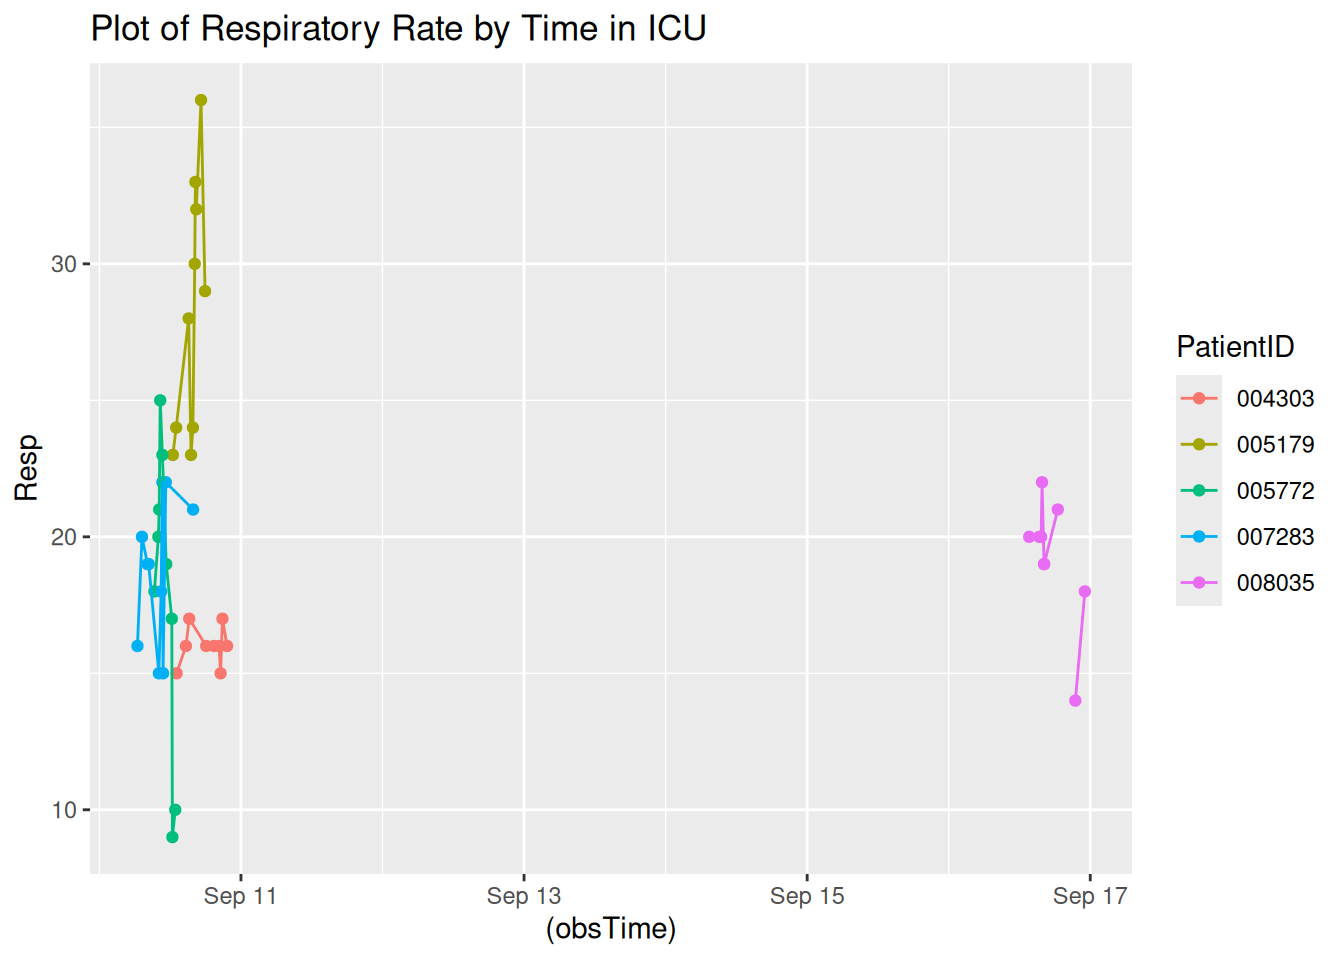 Plot of Respiratory Rate by Time in ICU
Resp
30
20
10
Sep 11
Sep 13
Sep 15
Sep 17
(obsTime)
PatientID
004303
005179
005772
007283
008035